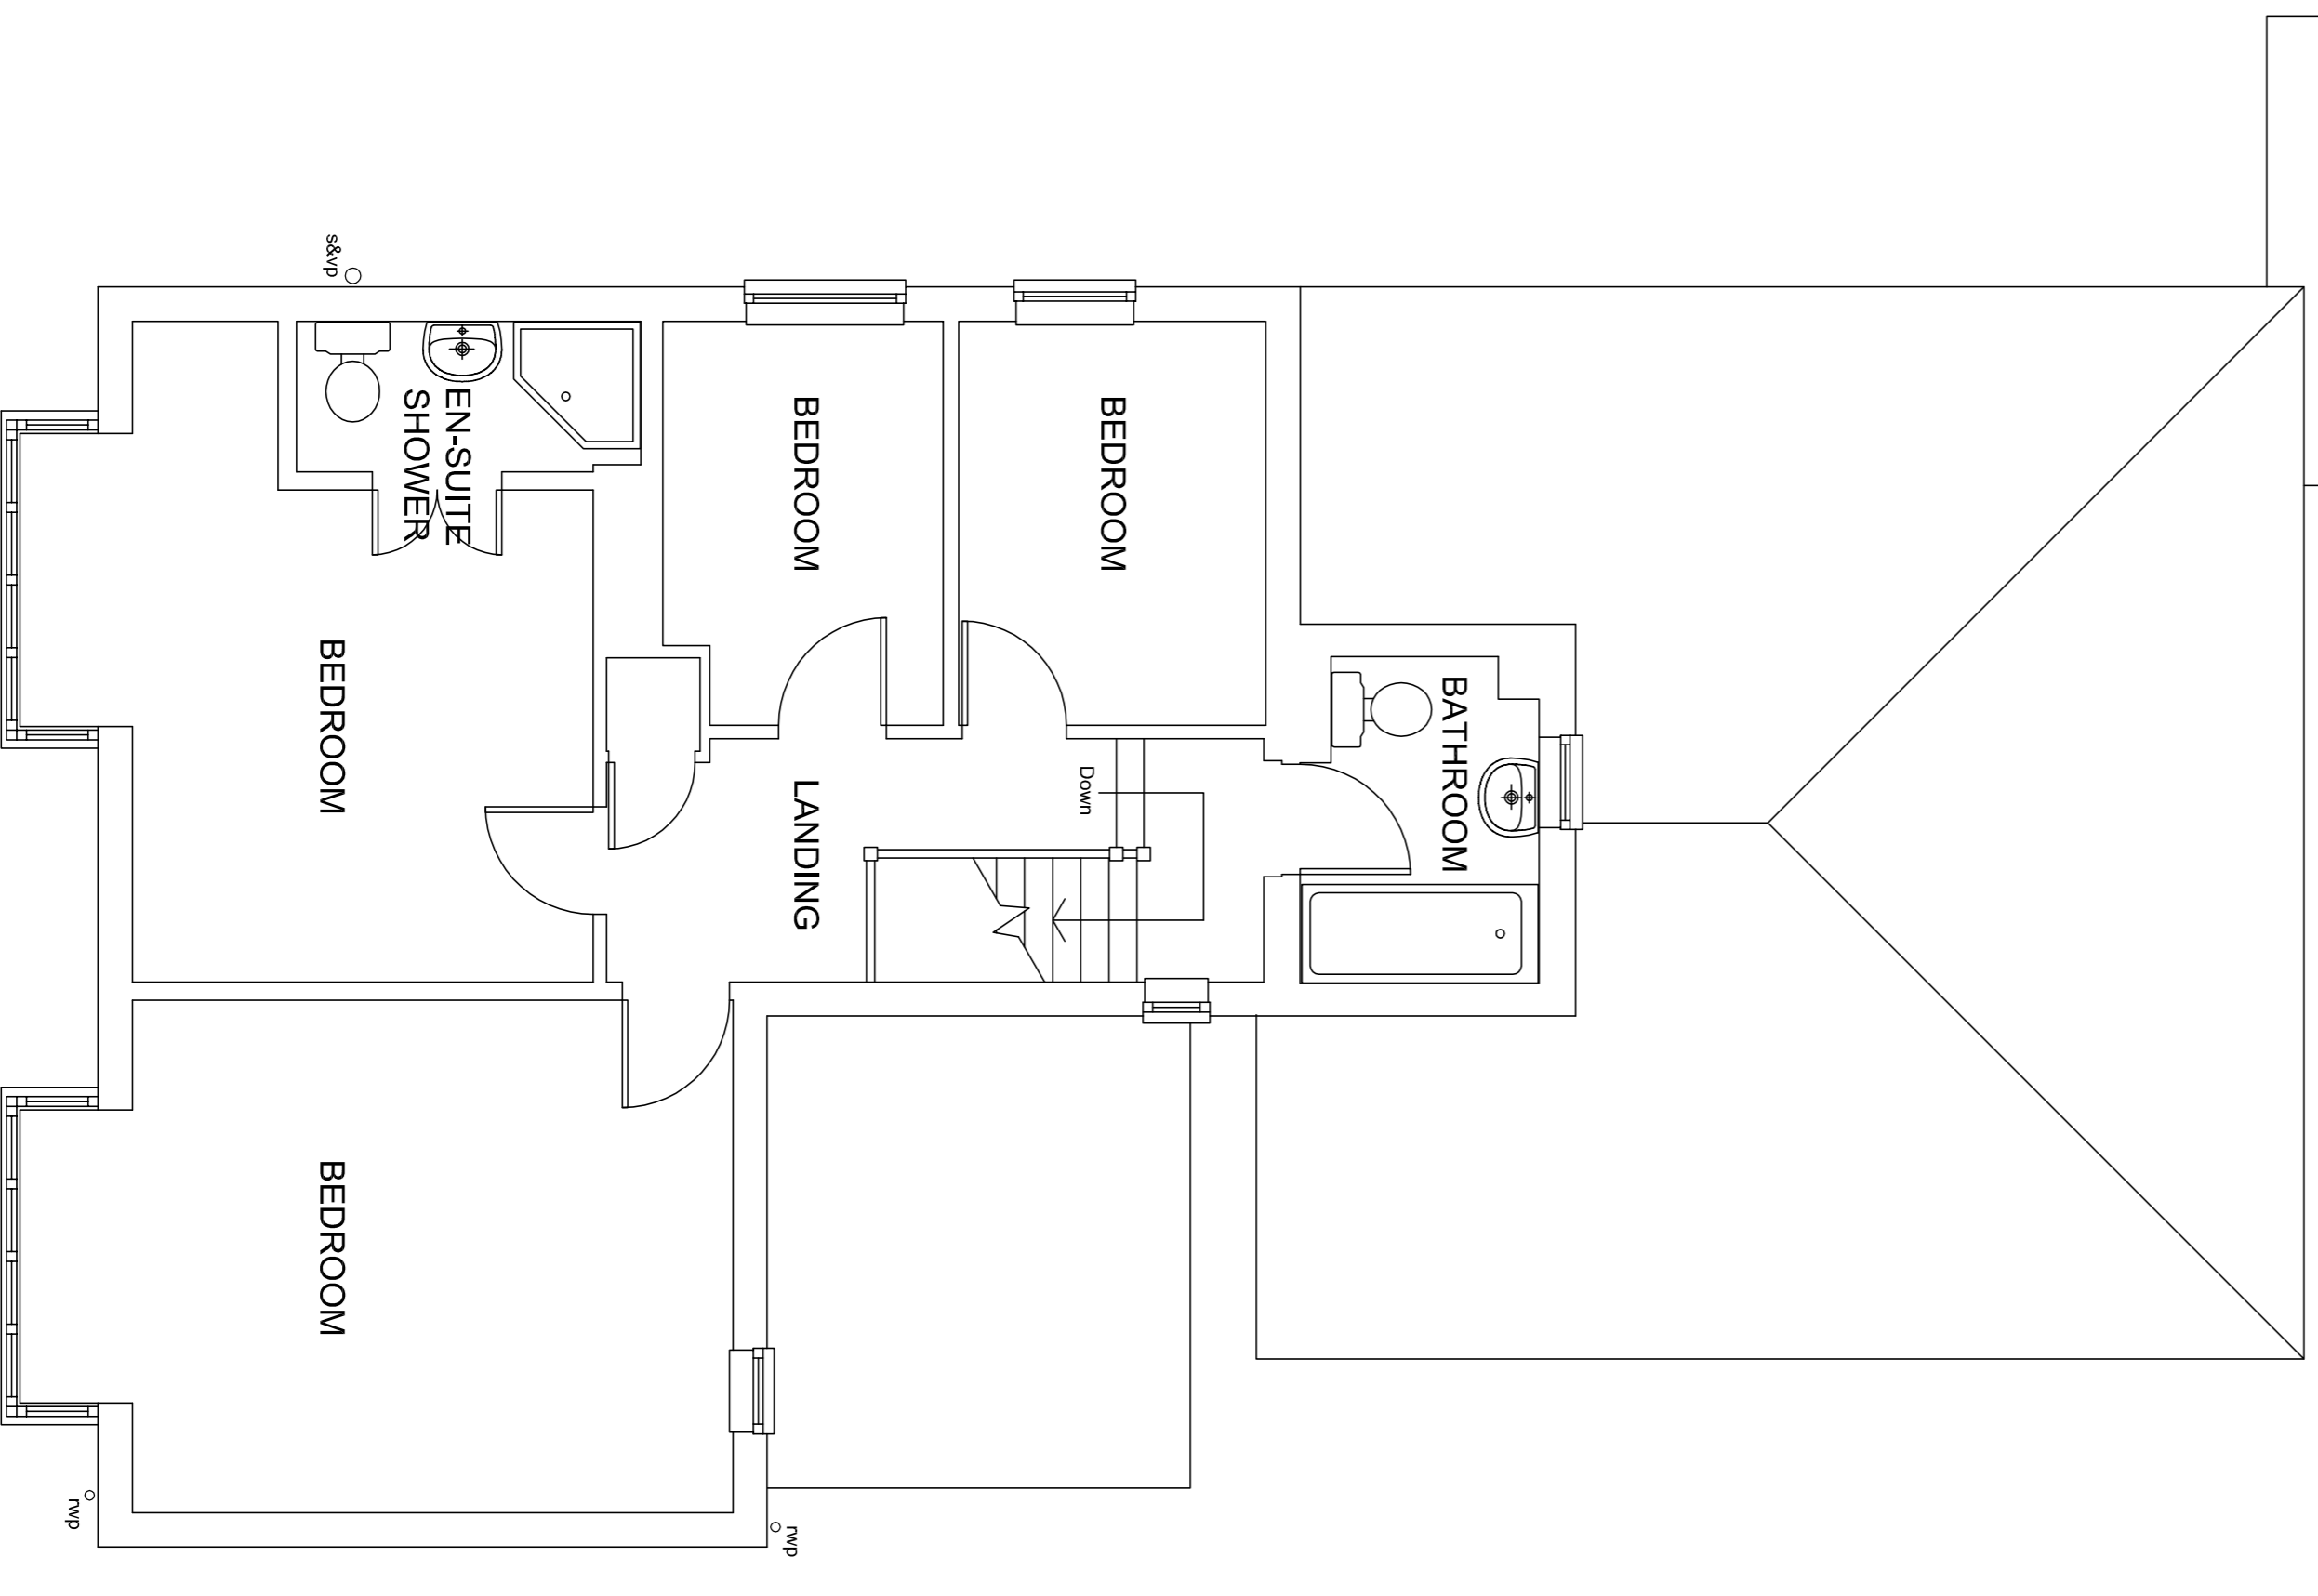 s&vp
EN-SUITE
SHOWER
BEDROOM
BEDROOM
BEDROOM
BATHROOM
LANDING
Down
BEDROOM
rwp
rwp